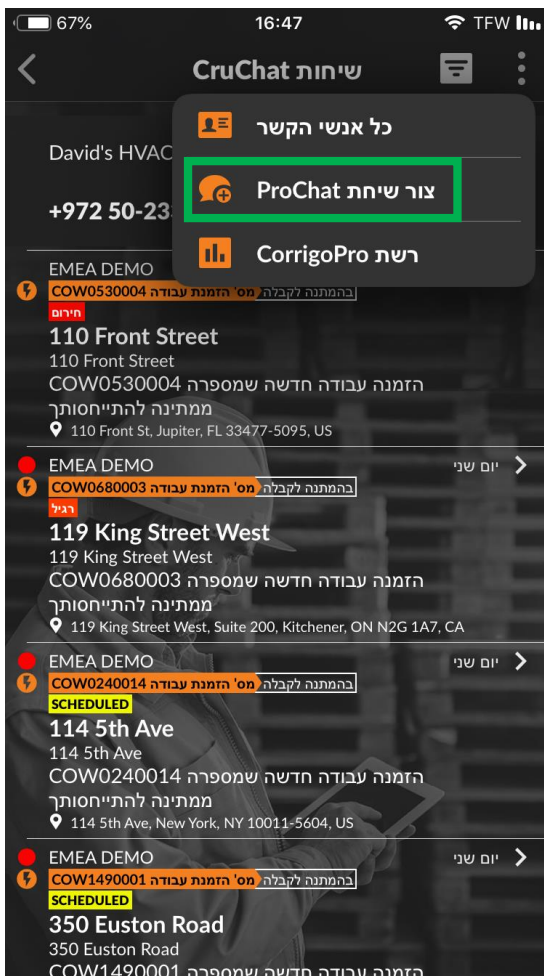 67%
16:47
TFW
שיחות CruChat
כל אנשי הקשר
צור שיחת ProChat
רשת CorrigoPro
David's HVAC
+972 50-23
EMEA DEMO
מס' הזמנת עבודה COW0530004 בהמתנה לקבלה
חירום
110 Front Street
110 Front Street
הזמנה עבודה חדשה שמספרה COW0530004
ממתינה להתייחסותך
110 Front St, Jupiter, FL 33477-5095, US
EMEA DEMO
יום שני
מס' הזמנת עבודה COW0680003 בהמתנה לקבלה
רגיל
119 King Street West
119 King Street West
הזמנה עבודה חדשה שמספרה COW0680003
ממתינה להתייחסותך
119 King Street West, Suite 200, Kitchener, ON N2G 1A7, CA
EMEA DEMO
יום שני
מס' הזמנת עבודה COW0240014 בהמתנה לקבלה
SCHEDULED
114 5th Ave
114 5th Ave
הזמנה עבודה חדשה שמספרה COW0240014
ממתינה להתייחסותך
114 5th Ave, New York, NY 10011-5604, US
EMEA DEMO
יום שני
מס' הזמנת עבודה COW1490001 בהמתנה לקבלה
SCHEDULED
350 Euston Road
350 Euston Road
הזמנה עבודה חדשה שמספרה COW1490001